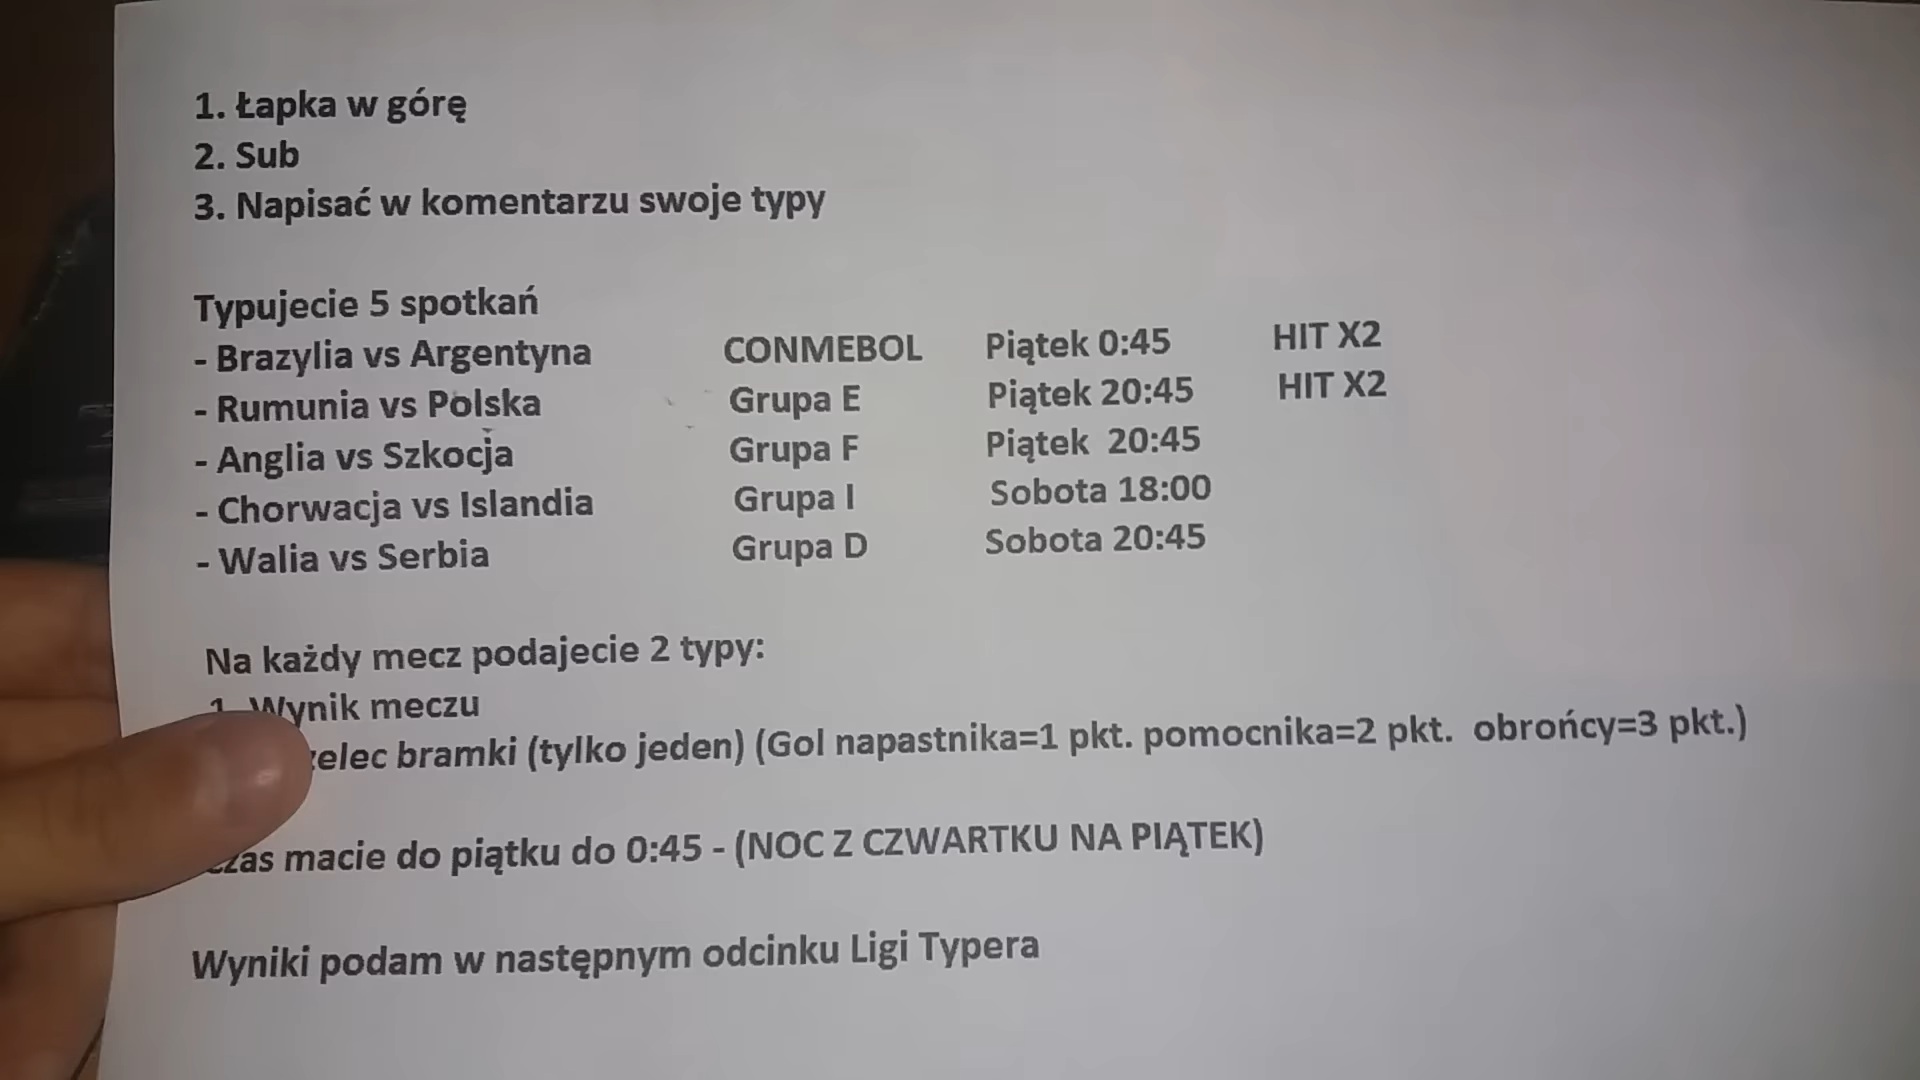 1. Łapka w górę
2. Sub
3. Napisać w komentarzu swoje typy
Typujecie 5 spotkań
- Brazylia vs Argentyna CONMEBOL Piątek 0:45 HIT X2
- Rumunia vs Polska Grupa E Piątek 20:45 HIT X2
- Anglia vs Szkocja Grupa F Piątek 20:45
- Chorwacja vs Islandia Grupa I Sobota 18:00
- Walia vs Serbia Grupa D Sobota 20:45
Na każdy mecz podajecie 2 typy:
1. Wynik meczu
bramki (tylko jeden) (Gol napastnika=1 pkt. pomocnika=2 pkt. obrońcy=3 pkt.)
Czas macie do piątku do 0:45 - (NOC Z CZWARTKU NA PIĄTEK)
Wyniki podam w następnym odcinku Ligi Typera